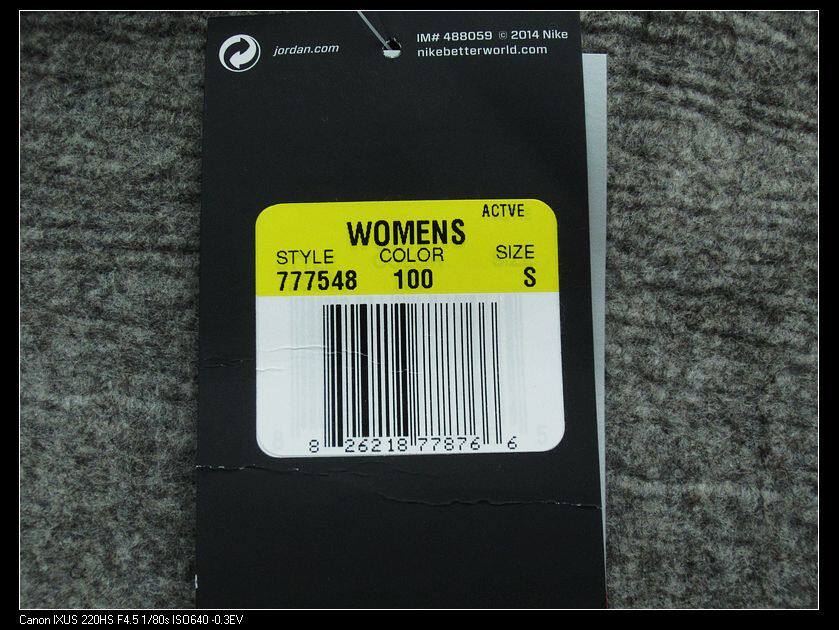 jordan.com
IM# 488059 © 2014 Nike
nikebetterworld.com
ACTVE
WOMENS
STYLE COLOR SIZE
777548 100 S
8 26218 77876 6
Canon IXUS 220HS F4.5 1/80s ISO640 -0.3EV